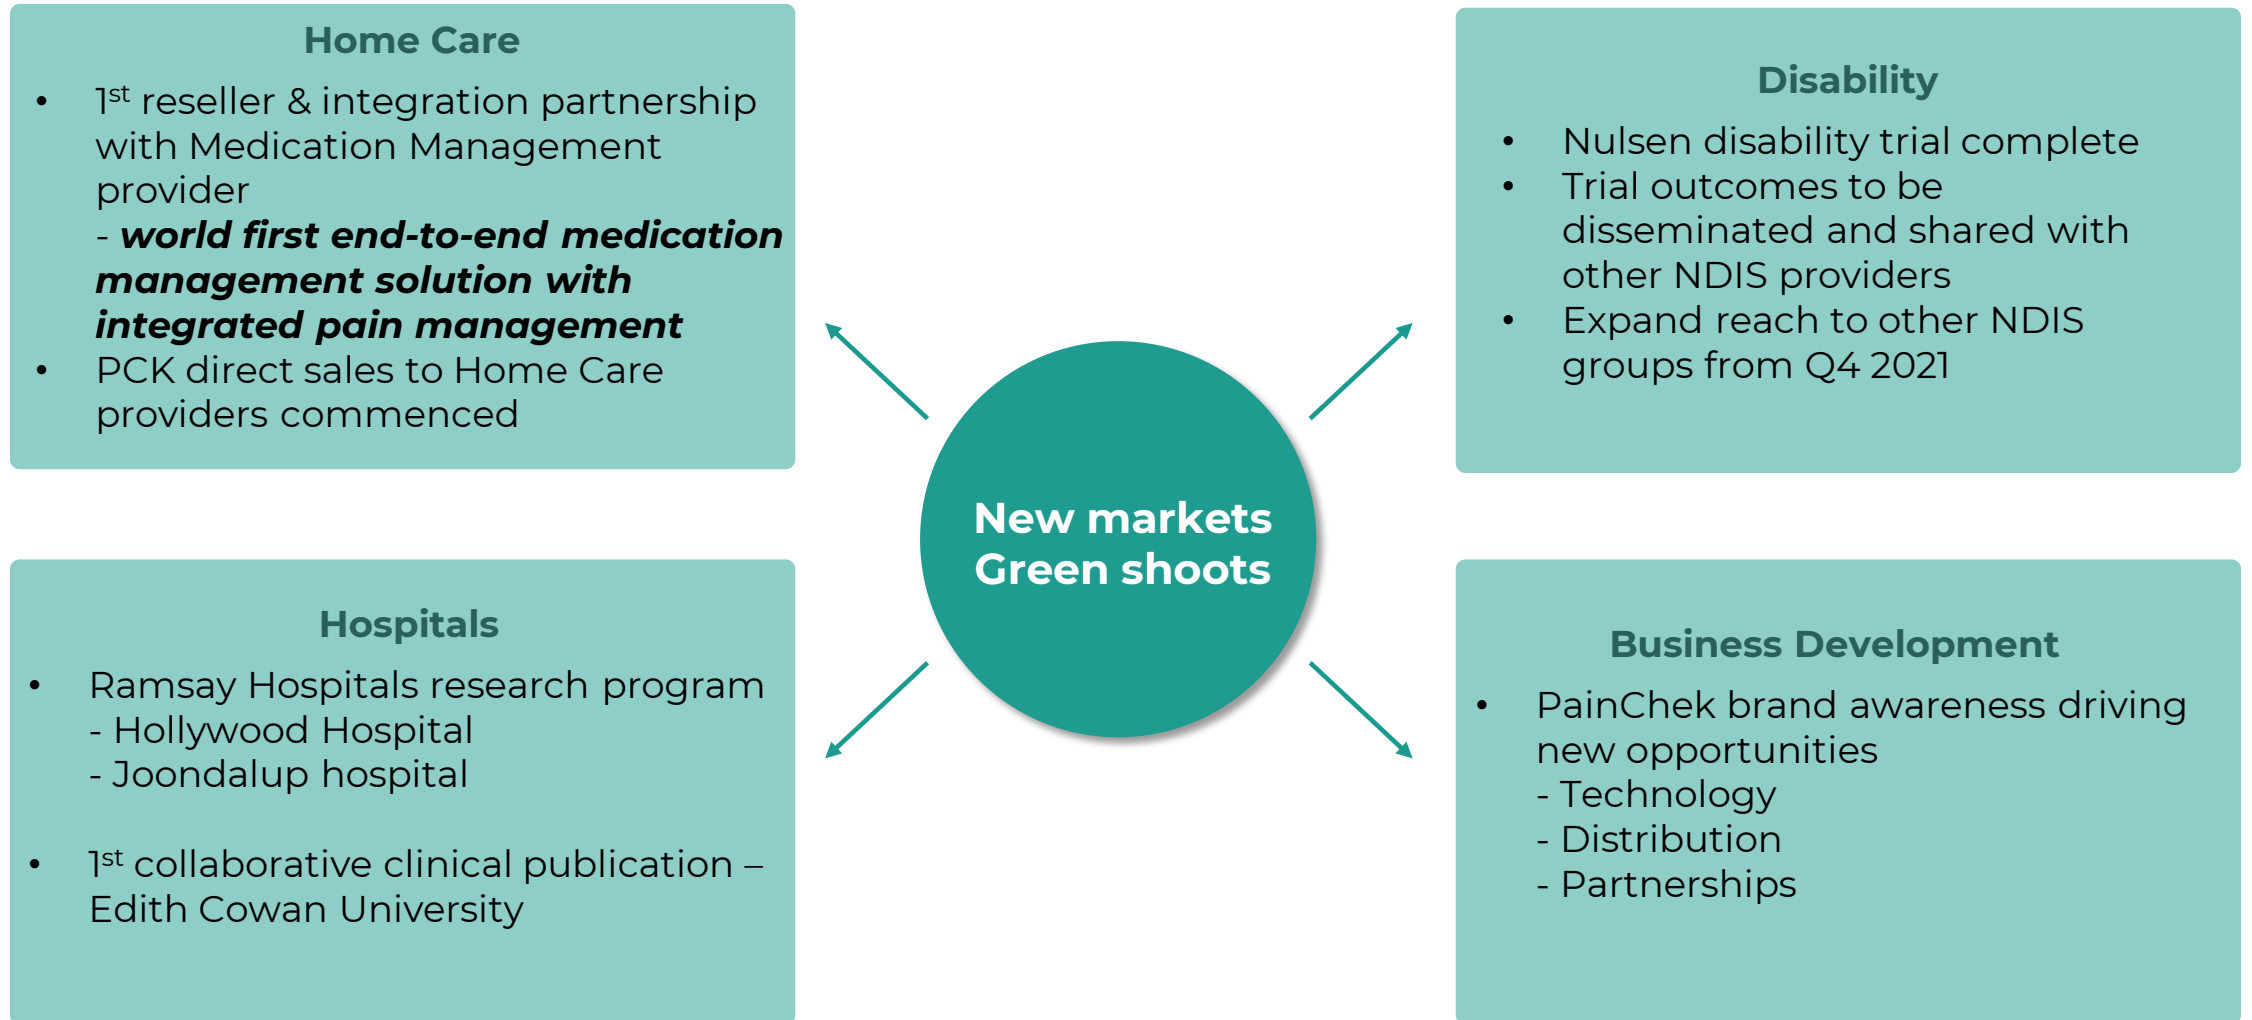 Home Care
• 1st reseller & integration partnership
with Medication Management
provider
- world first end-to-end medication
management solution with
integrated pain management
• PCK direct sales to Home Care
providers commenced
Disability
• Nulsen disability trial complete
• Trial outcomes to be
disseminated and shared with
other NDIS providers
• Expand reach to other NDIS
groups from Q4 2021
New markets
Green shoots
Hospitals
• Ramsay Hospitals research program
- Hollywood Hospital
- Joondalup hospital
• 1st collaborative clinical publication –
Edith Cowan University
Business Development
• PainChek brand awareness driving
new opportunities
- Technology
- Distribution
- Partnerships